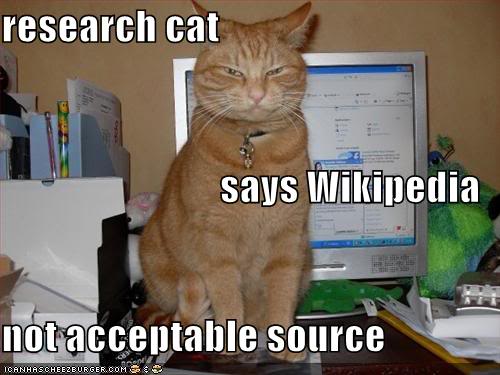 research cat
says Wikipedia
not acceptable source
ICANHASCHEEZBURGER.COM